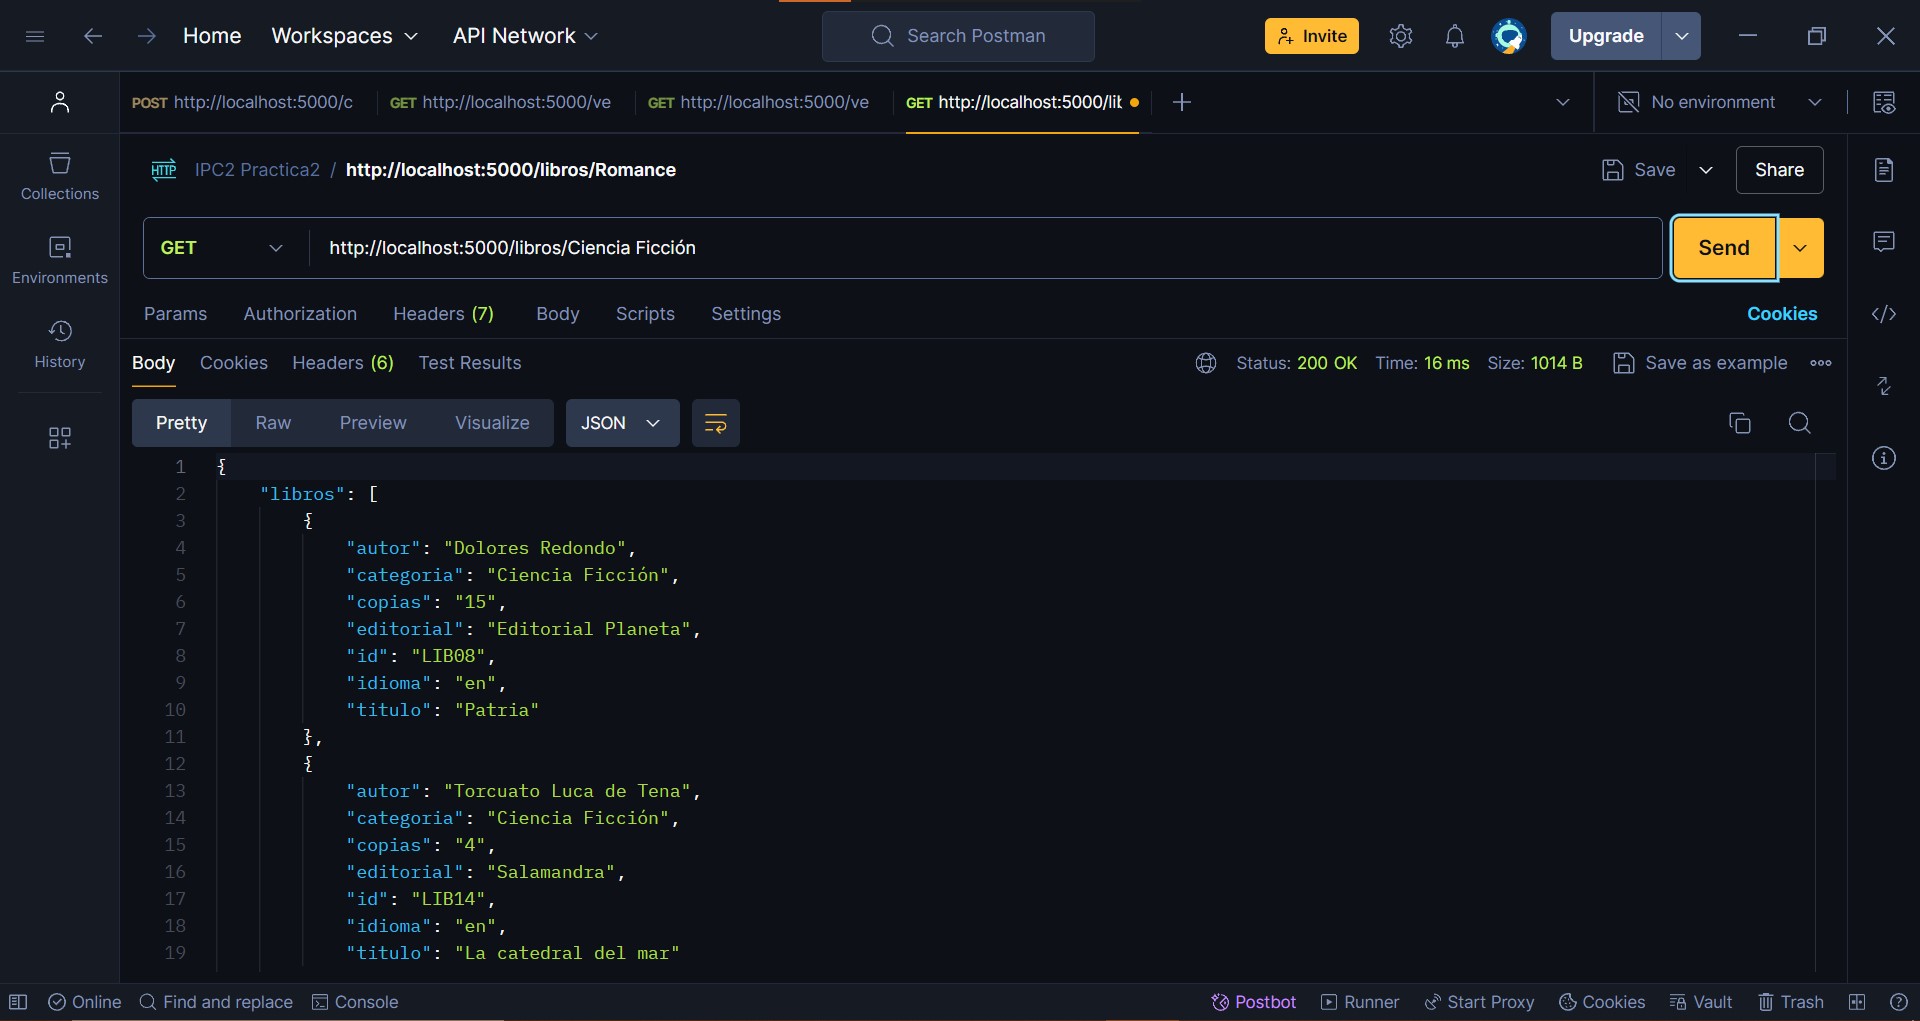 Home Workspaces API Network Search Postman Invite Upgrade
POST http://localhost:5000/c GET http://localhost:5000/ve GET http://localhost:5000/ve GET http://localhost:5000/lit No environment
HTTP IPC2 Practica2 / http://localhost:5000/libros/Romance Save Share
Collections
GET http://localhost:5000/libros/Ciencia Ficción Send
Environments
Params Authorization Headers (7) Body Scripts Settings Cookies
History
Body Cookies Headers (6) Test Results Status: 200 OK Time: 16 ms Size: 1014 B Save as example
Pretty Raw Preview Visualize JSON
1 {
2 "libros": [
3 {
4 "autor": "Dolores Redondo",
5 "categoria": "Ciencia Ficción",
6 "copias": "15",
7 "editorial": "Editorial Planeta",
8 "id": "LIB08",
9 "idioma": "en",
10 "titulo": "Patria"
11 },
12 {
13 "autor": "Torcuato Luca de Tena",
14 "categoria": "Ciencia Ficción",
15 "copias": "4",
16 "editorial": "Salamandra",
17 "id": "LIB14",
18 "idioma": "en",
19 "titulo": "La catedral del mar"
Online Find and replace Console Postbot Runner Start Proxy Cookies Vault Trash